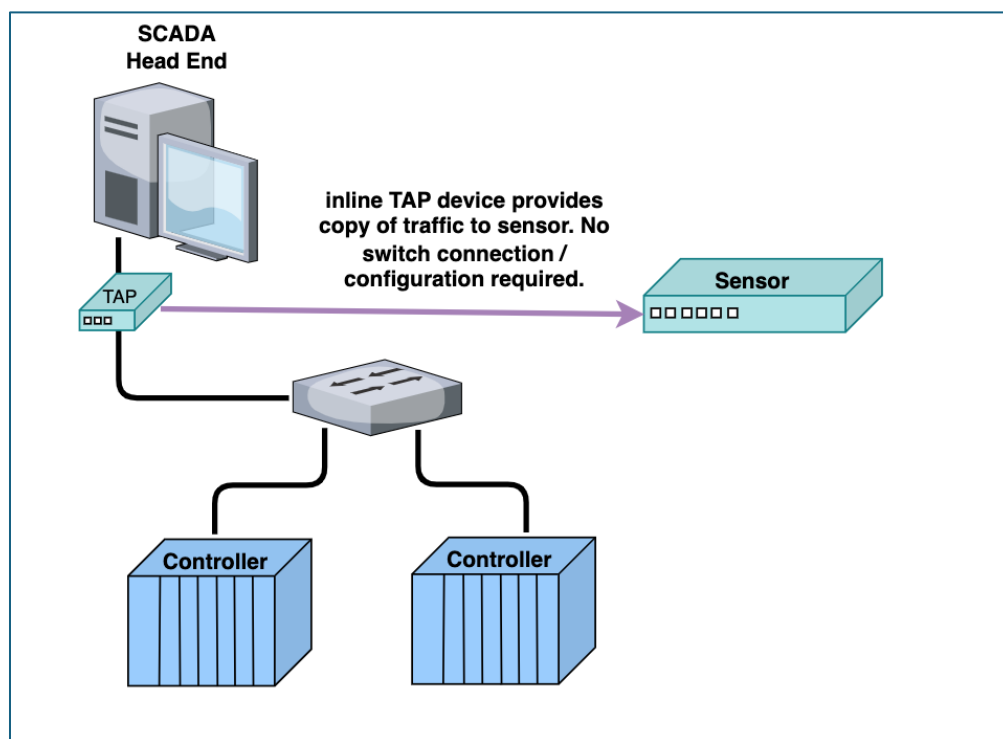 SCADA
Head End
inline TAP device provides
copy of traffic to sensor. No
switch connection /
configuration required.
TAP
Sensor
Controller
Controller